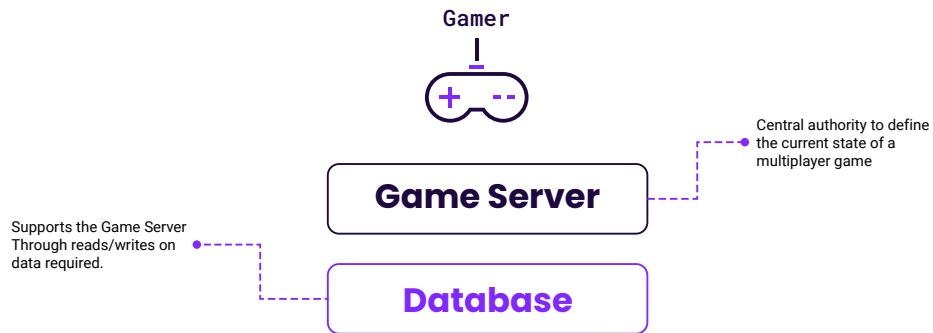 Gamer
Central authority to define
the current state of a
multiplayer game
Game Server
Supports the Game Server
Through reads/writes on
data required.
Database